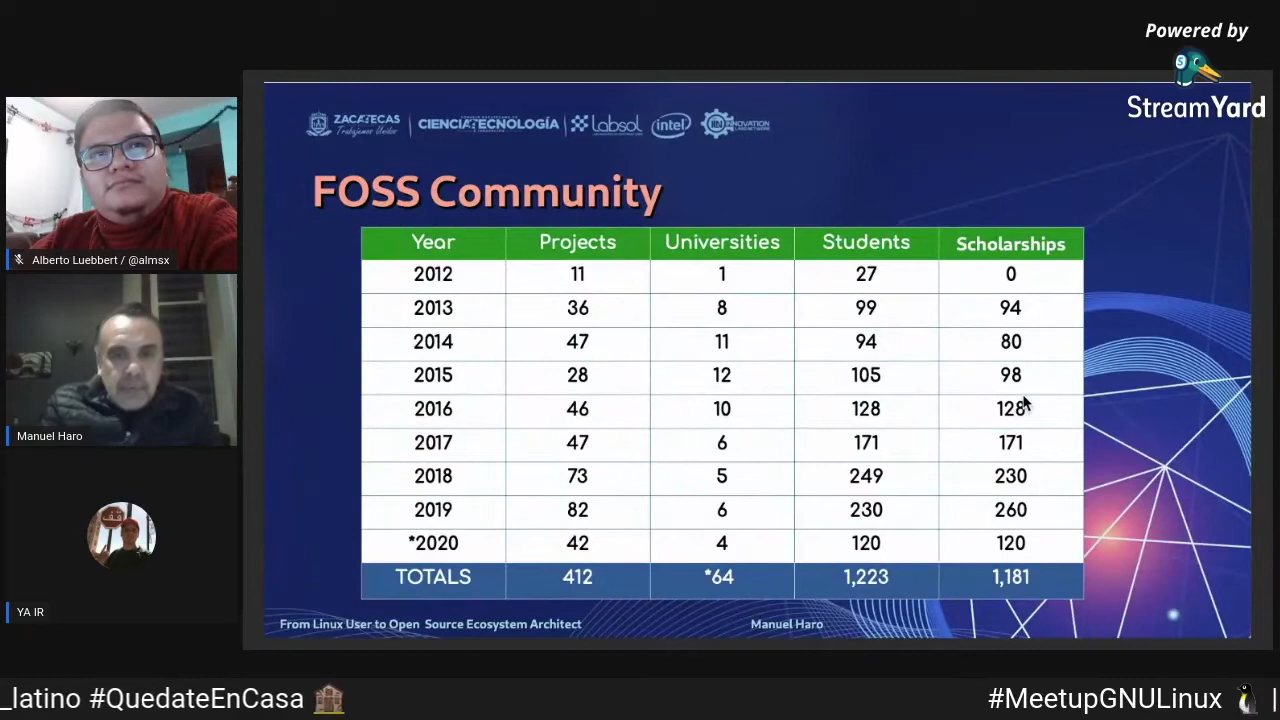 Powered by
StreamYard
ZACATECAS
Trabajemos Unidos
CIENCIA TECNOLOGÍA
Labsol
intel
INNOVATION
FOSS Community
Year Projects Universities Students Scholarships
2012 11 1 27 0
2013 36 8 99 94
2014 47 11 94 80
2015 28 12 105 98
2016 46 10 128 128
2017 47 6 171 171
2018 73 5 249 230
2019 82 6 230 260
*2020 42 4 120 120
TOTALS 412 *64 1,223 1,181
From Linux User to Open Source Ecosystem Architect
Manuel Haro
Alberto Luebbert / @almsx
Manuel Haro
YA IR
_latino #QuedateEnCasa
#MeetupGNULinux